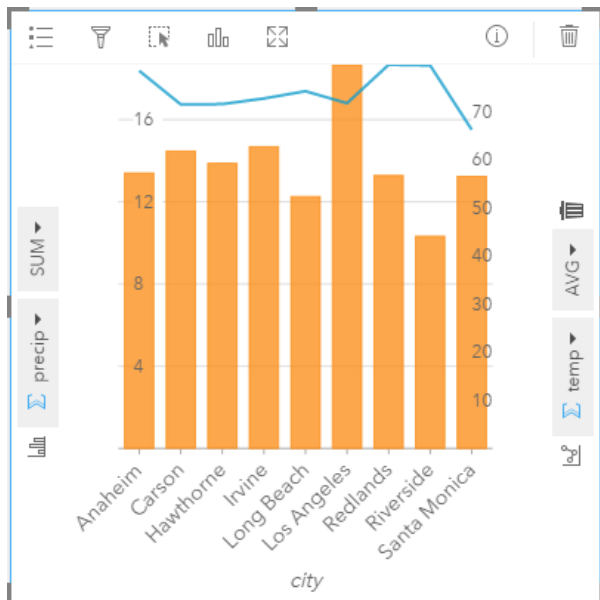 SUM
precip
16
12
8
4
70
60
50
40
30
20
10
AVG
temp
Anaheim
Carson
Hawthorne
Irvine
Long Beach
Los Angeles
Redlands
Riverside
Santa Monica
city